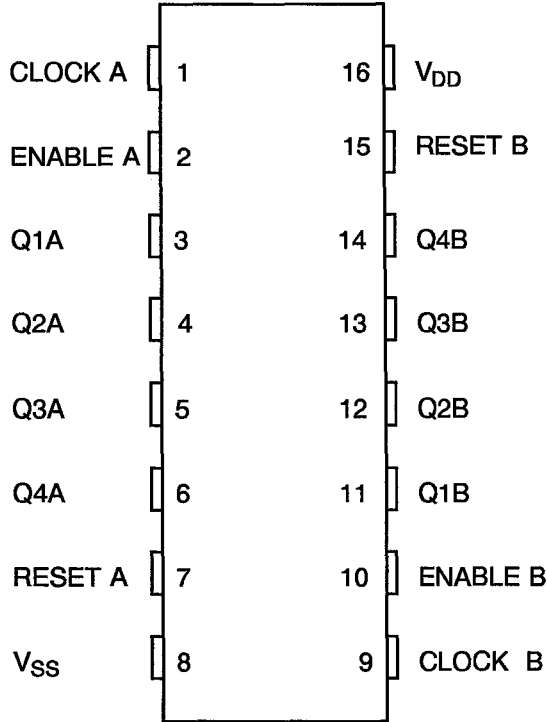 CLOCK A 1 16 VDD
ENABLE A 2 15 RESET B
Q1A 3 14 Q4B
Q2A 4 13 Q3B
Q3A 5 12 Q2B
Q4A 6 11 Q1B
RESET A 7 10 ENABLE B
VSS 8 9 CLOCK B